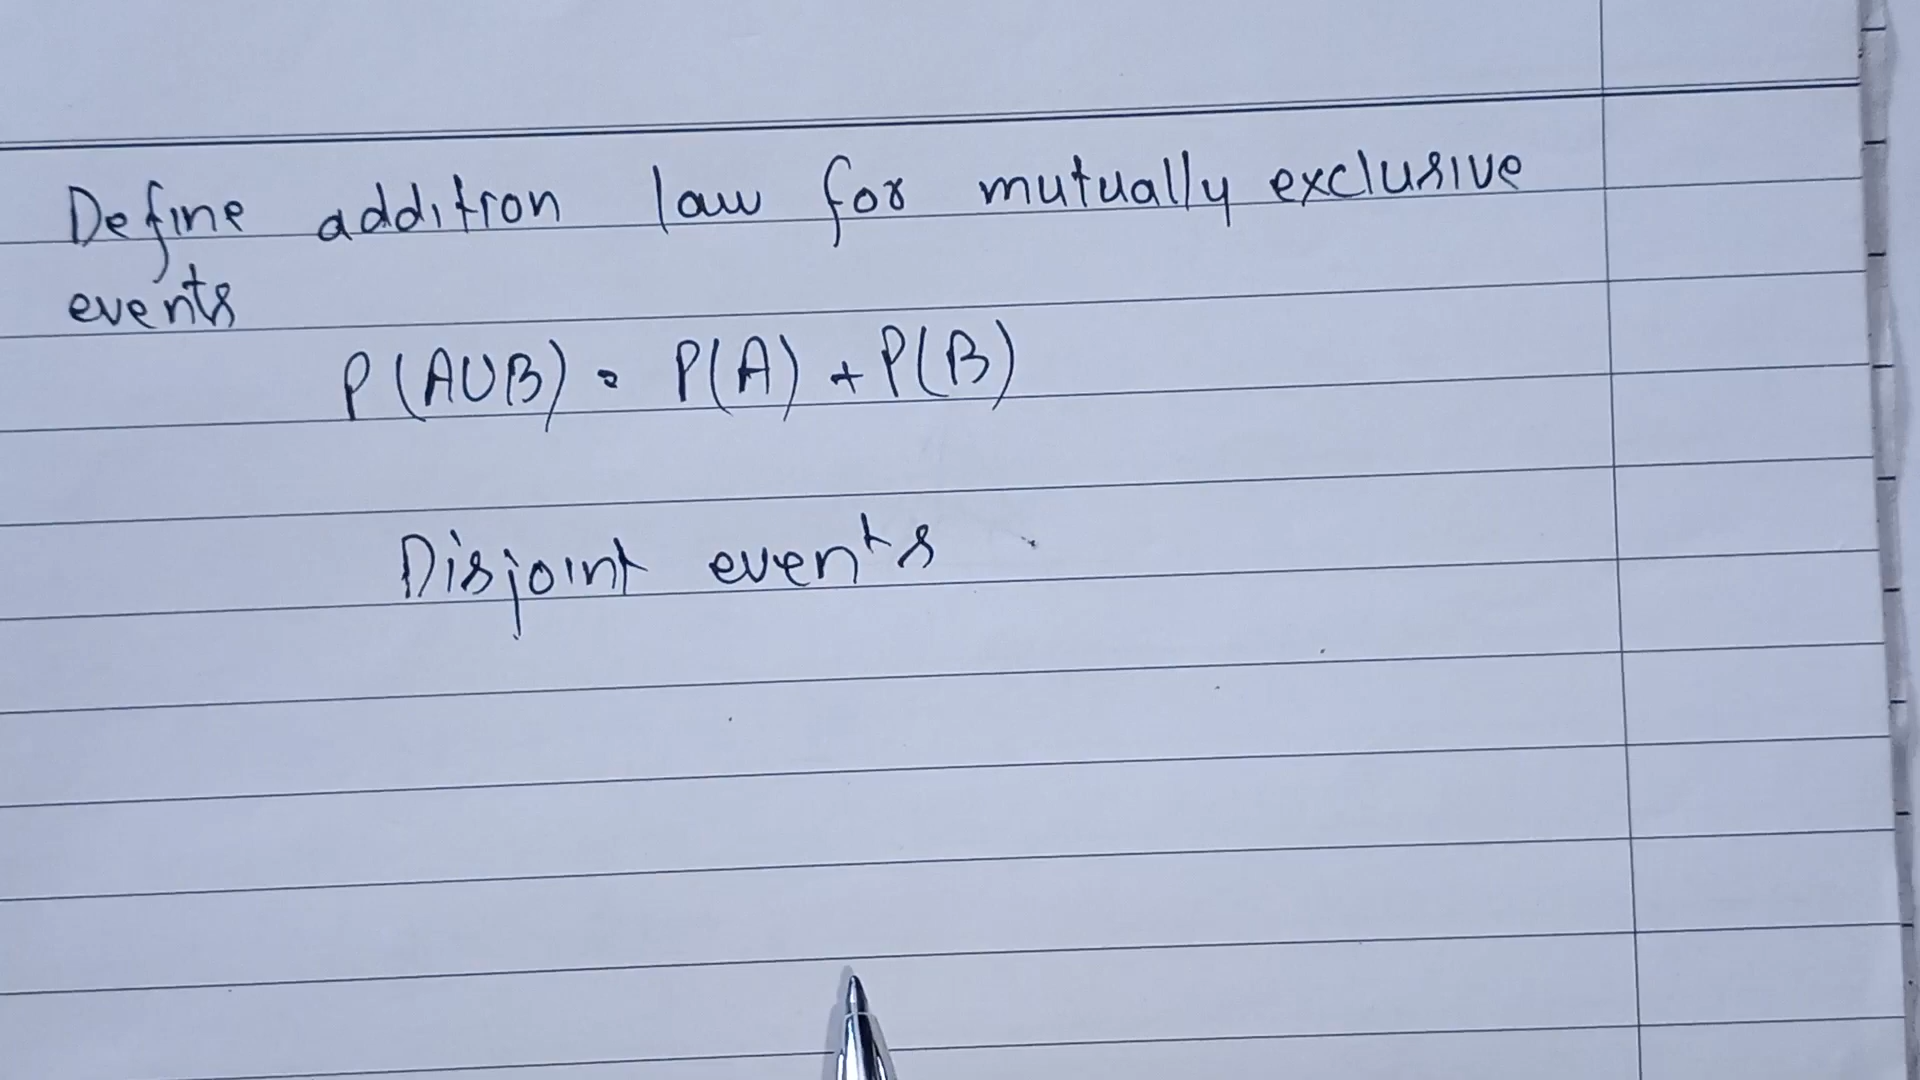 Define addition law for mutually exclusive
events
P(A∪B) = P(A) + P(B)
Disjoint events